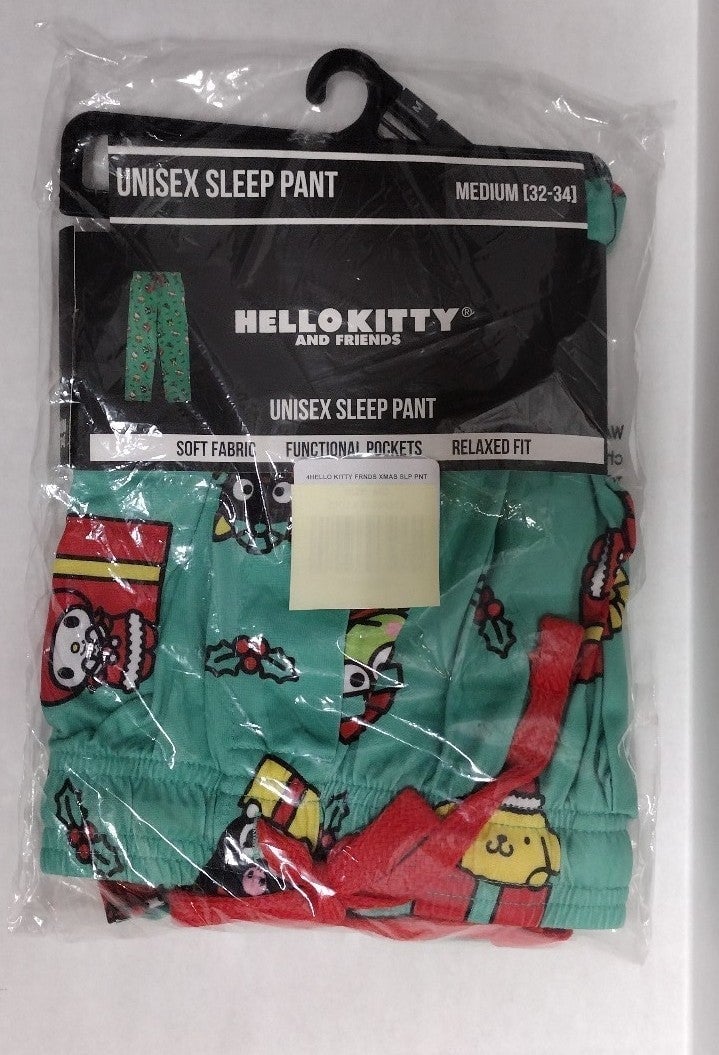 M
UNISEX SLEEP PANT
MEDIUM [32-34]
HELLO KITTY®
AND FRIENDS
UNISEX SLEEP PANT
SOFT FABRIC FUNCTIONAL POCKETS RELAXED FIT
4HELLO KITTY FRNDS XMAS SLP PNT